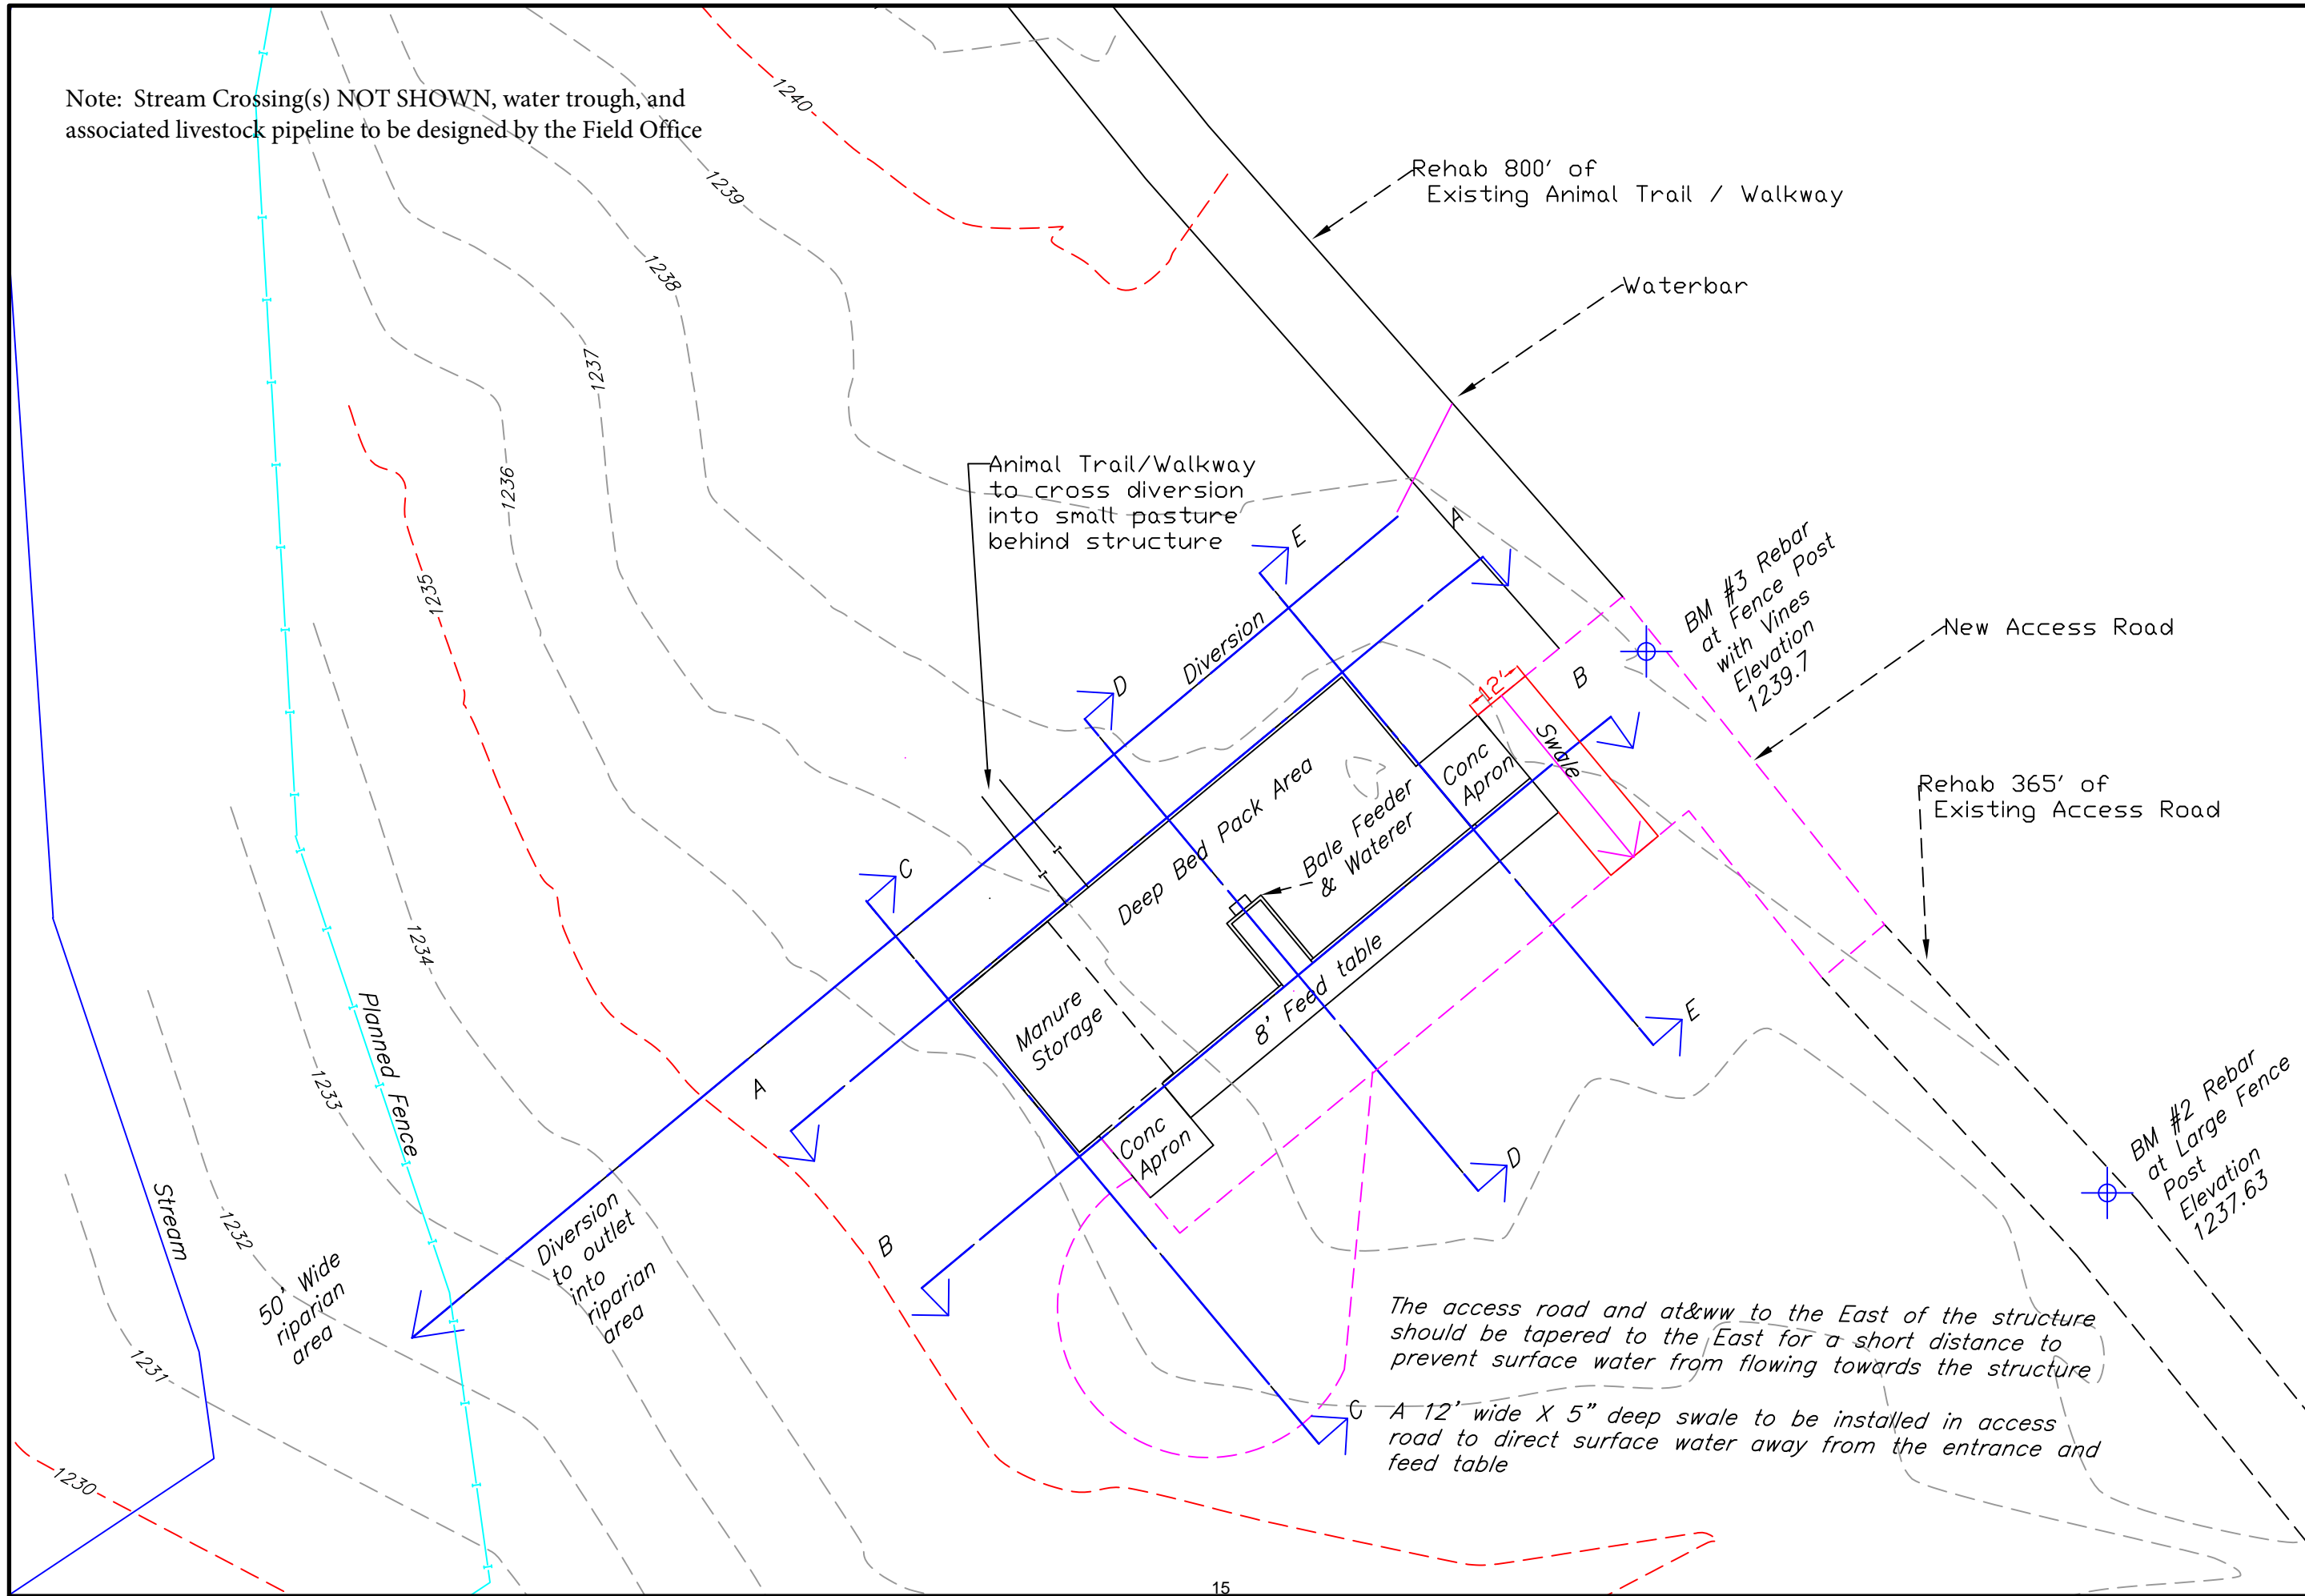 Note: Stream Crossing(s) NOT SHOWN, water trough, and
associated livestock pipeline to be designed by the Field Office
1240
1239
1238
1237
1236
1235
1234
1233
1232
1231
1230
Rehab 800' of
Existing Animal Trail / Walkway
Waterbar
Animal Trail/Walkway
to cross diversion
into small pasture
behind structure
E
A
D
C
Diversion
BM #3 Rebar
at Fence Post
with Vines
Elevation
1239.7
New Access Road
B
12'
Swale
Conc
Apron
Rehab 365' of
Existing Access Road
Deep Bed Pack Area
Bale Feeder
& Waterer
8' Feed table
Manure
Storage
Conc
Apron
E
D
C
A
B
BM #2 Rebar
at Large Fence
Post
Elevation
1237.63
Planned Fence
Stream
50' Wide
riparian
area
Diversion
to outlet
into
riparian
area
The access road and at&ww to the East of the structure
should be tapered to the East for a short distance to
prevent surface water from flowing towards the structure
A 12' wide X 5" deep swale to be installed in access
road to direct surface water away from the entrance and
feed table
15